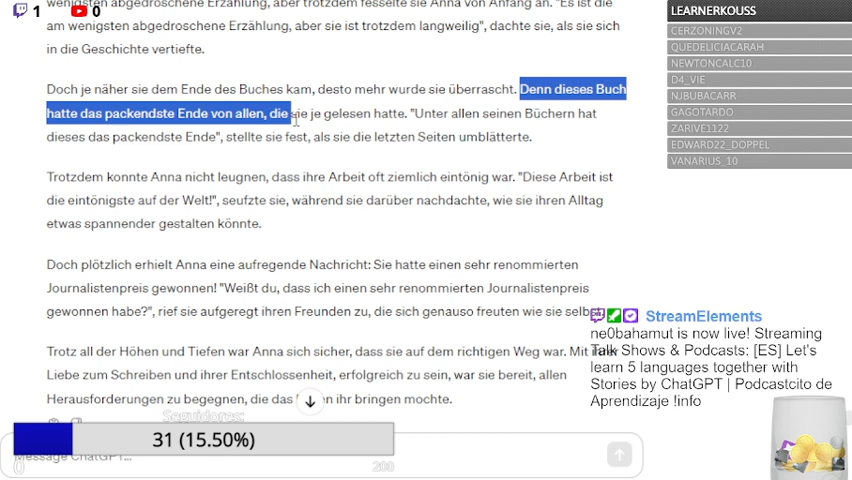 1 0
wenigsten abgedroschene Erzählung, aber trotzdem fesselte sie Anna von Anfang an. "Es ist die
am wenigsten abgedroschene Erzählung, aber sie ist trotzdem langweilig", dachte sie, als sie sich
in die Geschichte vertiefte.
Doch je näher sie dem Ende des Buches kam, desto mehr wurde sie überrascht. Denn dieses Buch
hatte das packendste Ende von allen, die sie je gelesen hatte. "Unter allen seinen Büchern hat
dieses das packendste Ende", stellte sie fest, als sie die letzten Seiten umblätterte.
Trotzdem konnte Anna nicht leugnen, dass ihre Arbeit oft ziemlich eintönig war. "Diese Arbeit ist
die eintönigste auf der Welt!", seufzte sie, während sie darüber nachdachte, wie sie ihren Alltag
etwas spannender gestalten könnte.
Doch plötzlich erhielt Anna eine aufregende Nachricht: Sie hatte einen sehr renommierten
Journalistenpreis gewonnen! "Weißt du, dass ich einen sehr renommierten Journalistenpreis
gewonnen habe?", rief sie aufgeregt ihren Freunden zu, die sich genauso freuten wie sie selbst.
Trotz all der Höhen und Tiefen war Anna sich sicher, dass sie auf dem richtigen Weg war. Mit ihrer
Liebe zum Schreiben und ihrer Entschlossenheit, erfolgreich zu sein, war sie bereit, allen
Herausforderungen zu begegnen, die das ihr bringen mochte.
Seguidores:
31 (15.50%)
Message ChatGPT...
0 200
LEARNERKOUSS
CERZONINGV2
QUEDELICIACARAH
NEWTONCALC10
D4_VIE
NJBUBACARR
GAGOTARDO
ZARIVE1122
EDWARD22_DOPPEL
VANARIUS_10
StreamElements
ne0bahamut is now live! Streaming
Talk Shows & Podcasts: [ES] Let's
learn 5 languages together with
Stories by ChatGPT | Podcastcito de
Aprendizaje !info